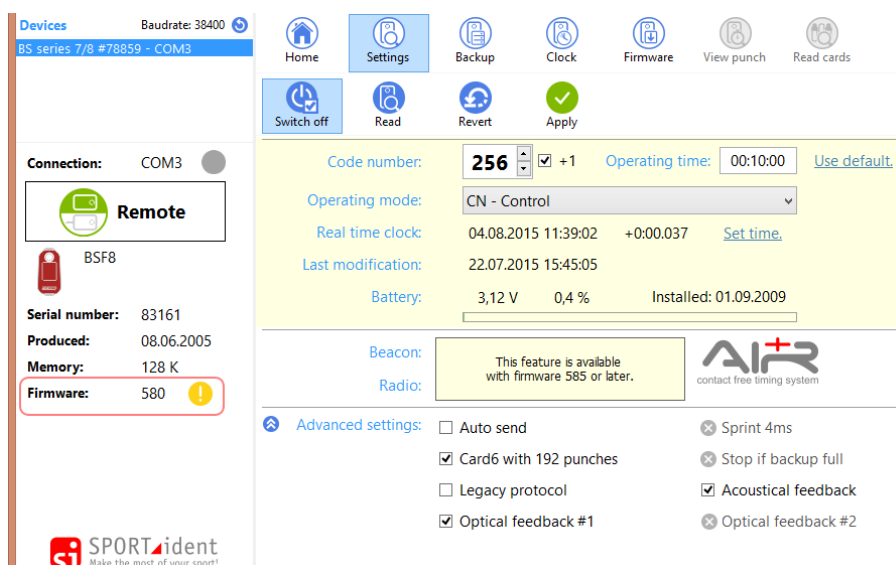 Devices Baudrate: 38400
BS series 7/8 #78859 - COM3
Connection: COM3
Remote
BSF8
Serial number: 83161
Produced: 08.06.2005
Memory: 128 K
Firmware: 580
SPORTident
Make the most of your sport!
Home Settings Backup Clock Firmware View punch Read cards
Switch off Read Revert Apply
Code number: 256 +1 Operating time: 00:10:00 Use default.
Operating mode: CN - Control
Real time clock: 04.08.2015 11:39:02 +0:00.037 Set time.
Last modification: 22.07.2015 15:45:05
Battery: 3,12 V 0,4 % Installed: 01.09.2009
Beacon:
Radio:
This feature is available
with firmware 585 or later.
AIR+
contact free timing system
Advanced settings: Auto send Sprint 4ms
Card6 with 192 punches Stop if backup full
Legacy protocol Acoustical feedback
Optical feedback #1 Optical feedback #2